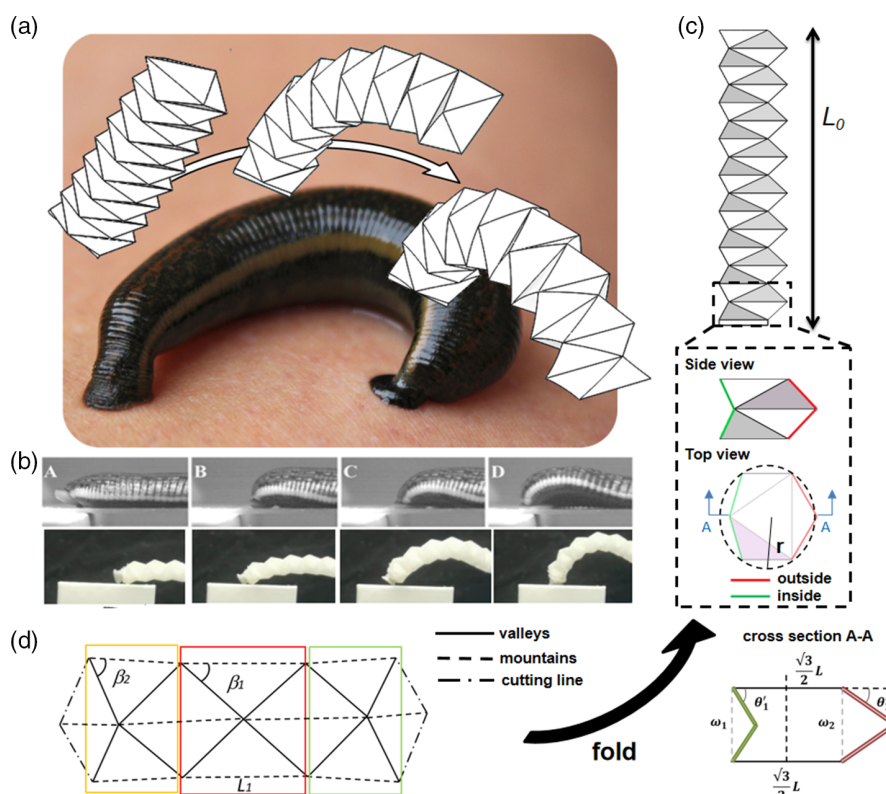 (a)
(c)
L₀
Side view
Top view
A
A
r
outside
inside
(b)
A
B
C
D
(d)
β₂
β₁
L₁
valleys
mountains
cutting line
fold
cross section A-A
√3/2 L
θ′₁
ω₁
ω₂
√3/2 L